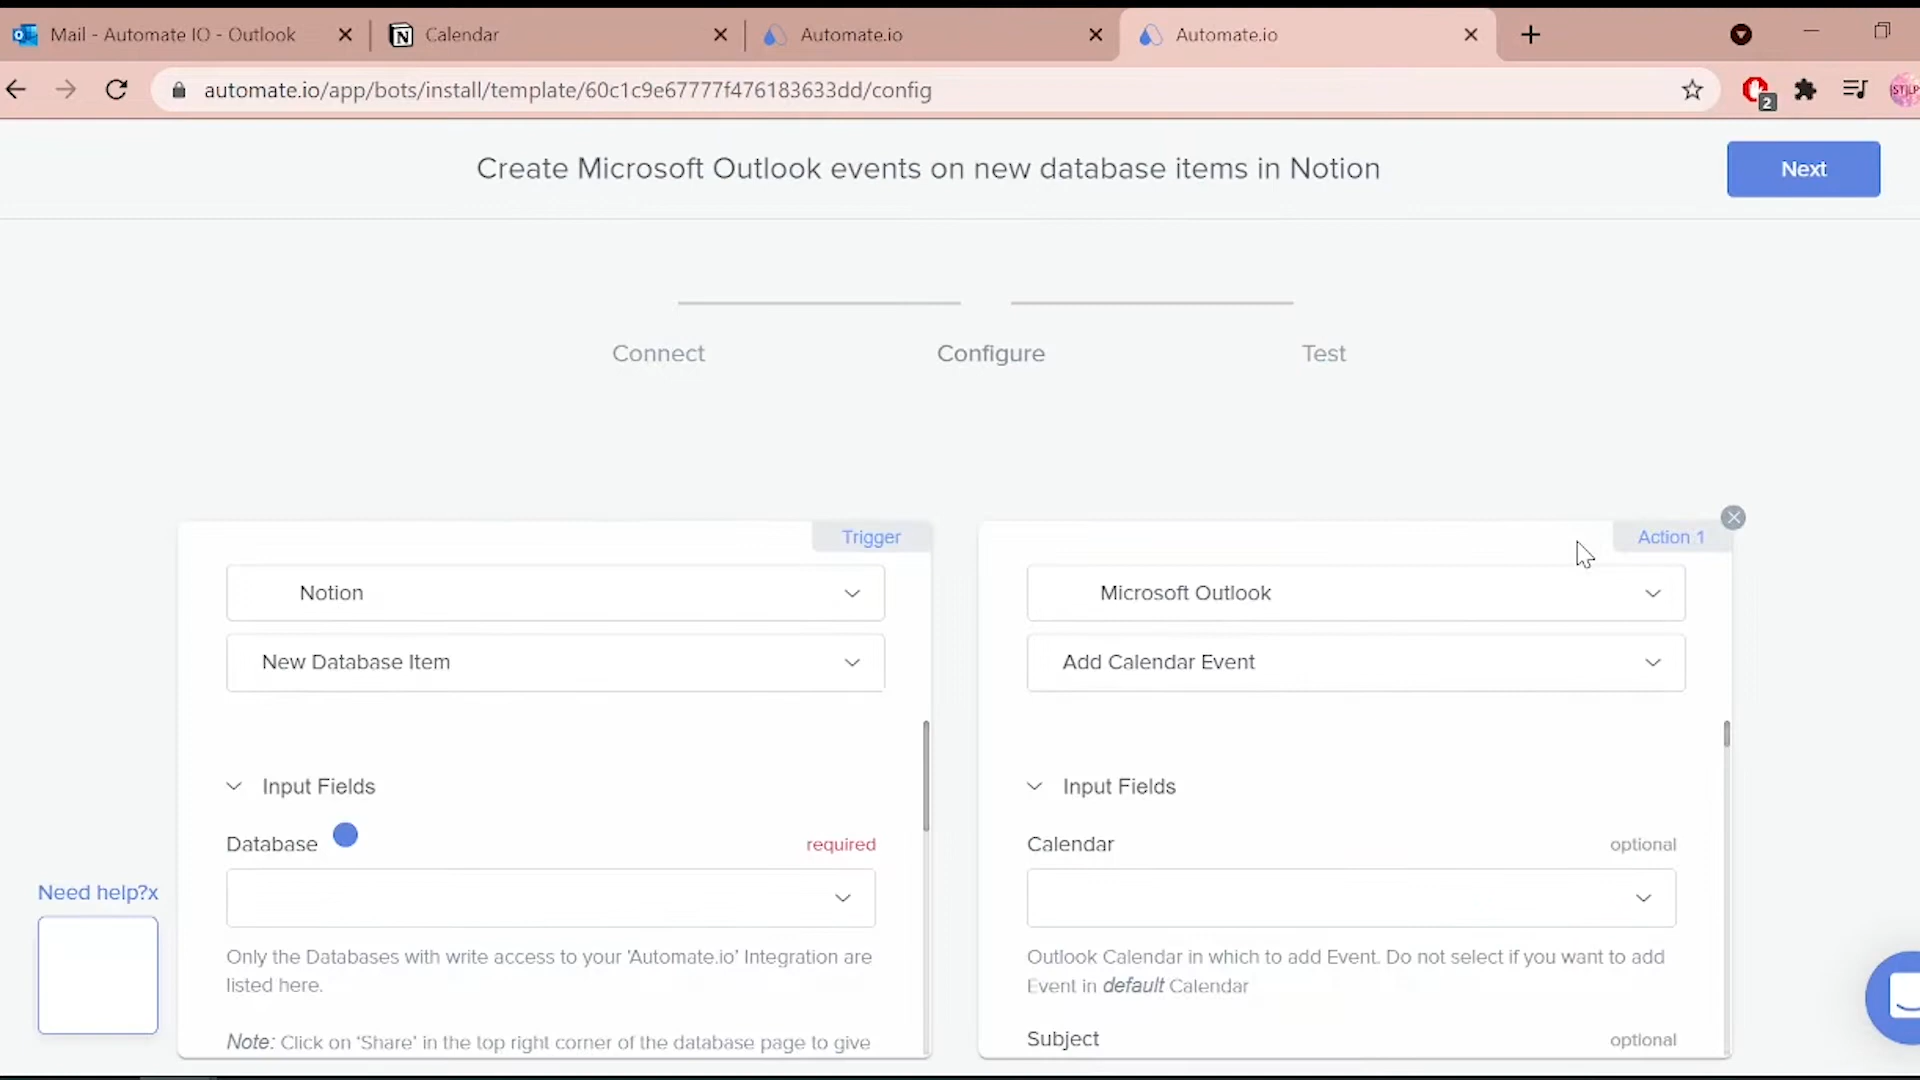 Mail - Automate IO - Outlook
Calendar
Automate.io
Automate.io
automate.io/app/bots/install/template/60c1c9e67777f476183633dd/config
2
STJLP
Create Microsoft Outlook events on new database items in Notion
Next
Connect
Configure
Test
Trigger
Notion
New Database Item
Input Fields
Database
required
Only the Databases with write access to your 'Automate.io' Integration are
listed here.
Note: Click on 'Share' in the top right corner of the database page to give
Action 1
Microsoft Outlook
Add Calendar Event
Input Fields
Calendar
optional
Outlook Calendar in which to add Event. Do not select if you want to add
Event in default Calendar
Subject
optional
Need help?x